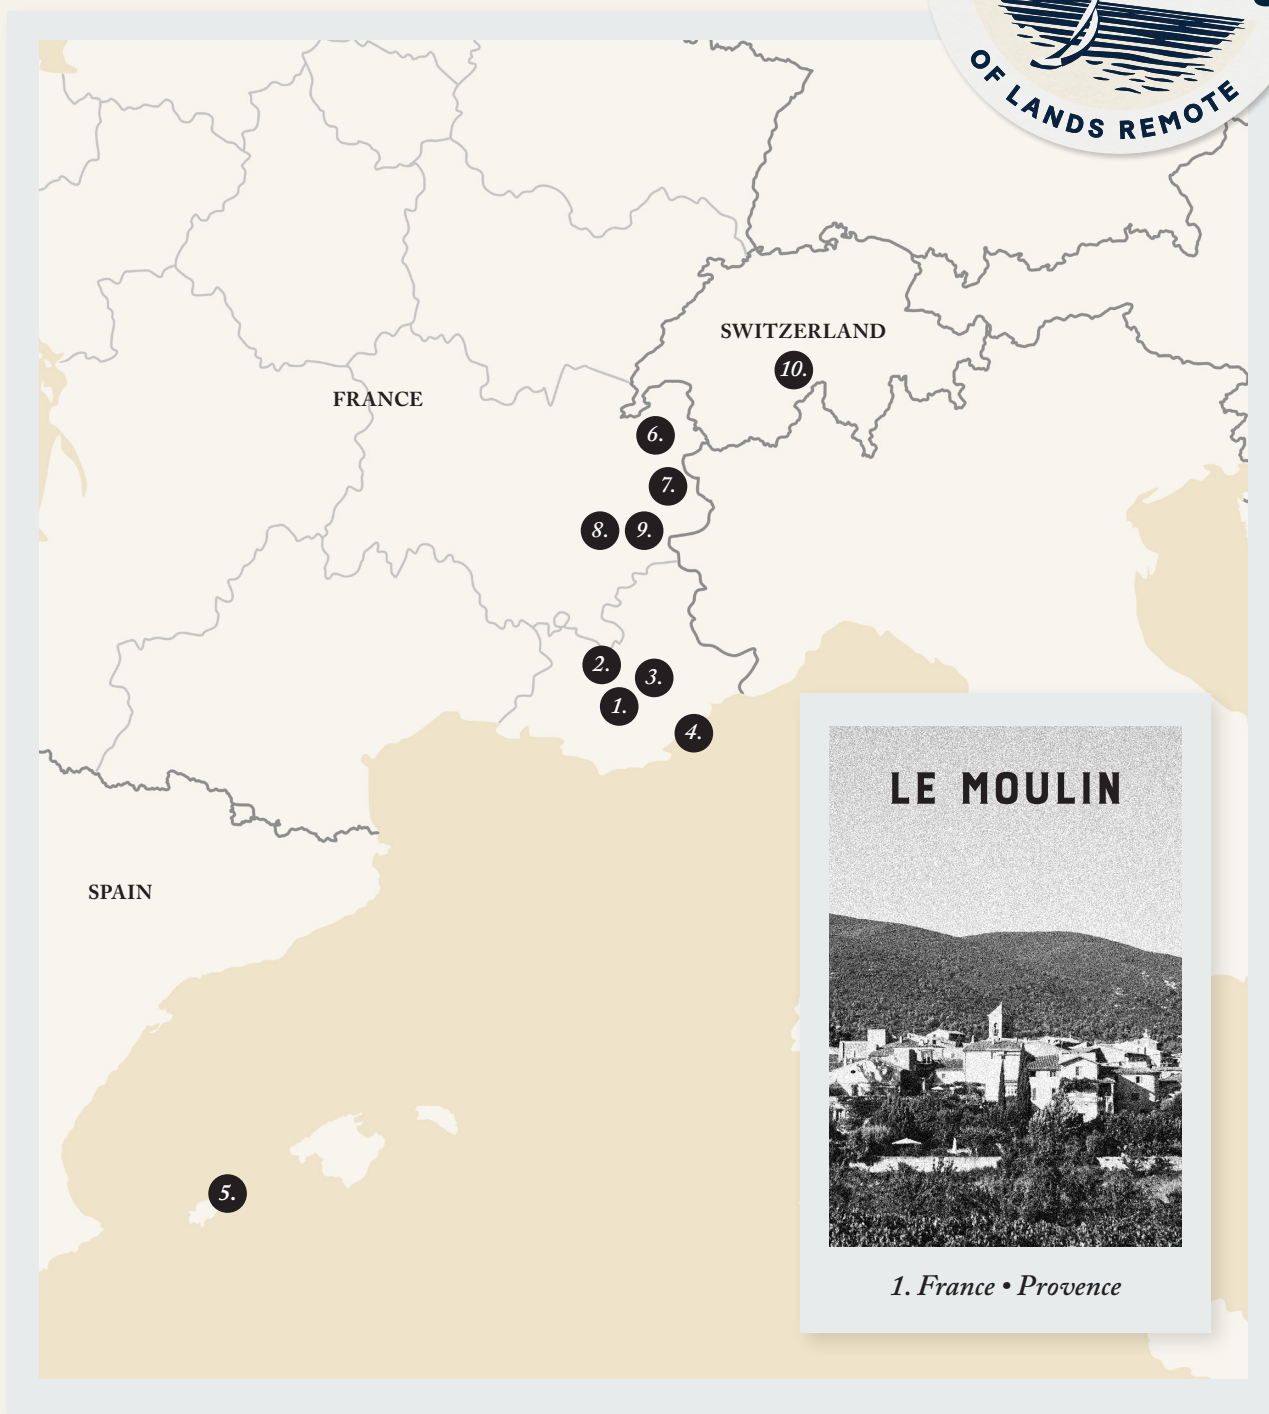 OF LANDS REMOTE
SWITZERLAND
10.
FRANCE
6.
7.
8.
9.
2.
3.
1.
4.
SPAIN
5.
LE MOULIN
1. France • Provence